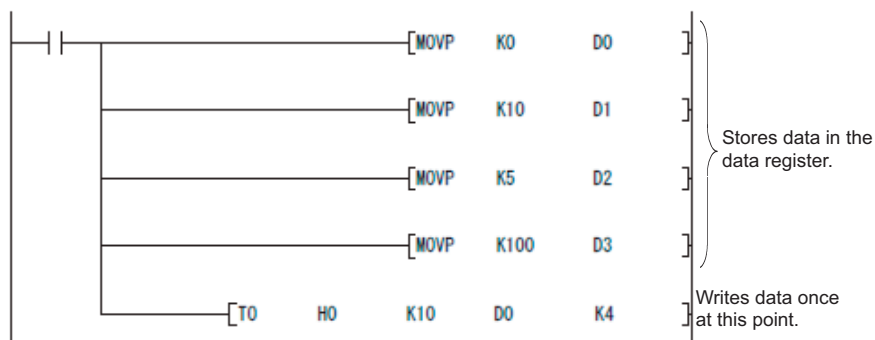 [MOVP K0 D0 ]
[MOVP K10 D1 ]
Stores data in the
data register.
[MOVP K5 D2 ]
[MOVP K100 D3 ]
[TO H0 K10 D0 K4 ]
Writes data once
at this point.